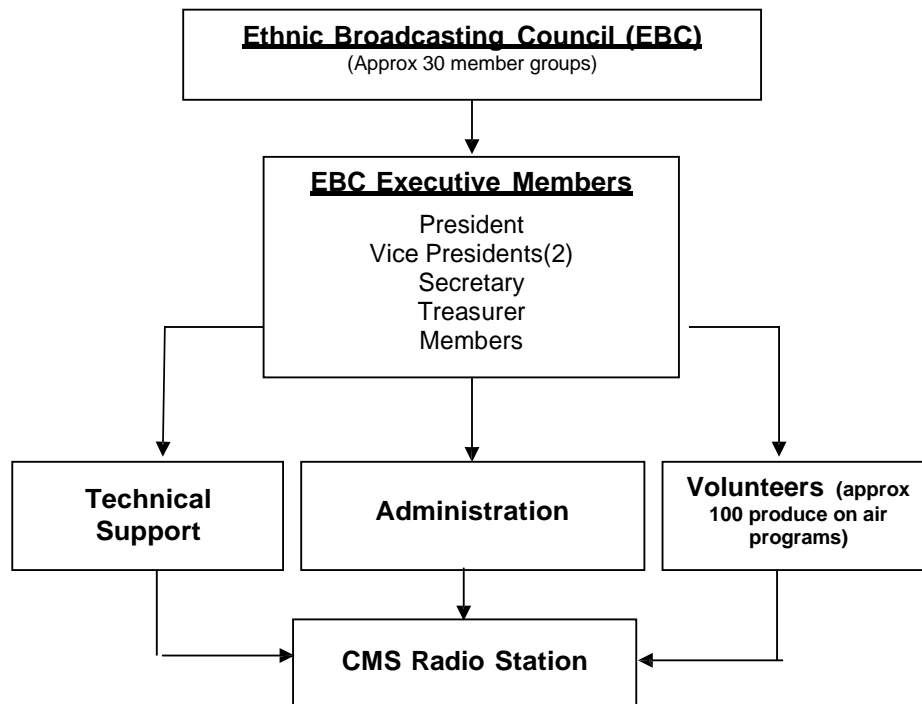 Ethnic Broadcasting Council (EBC)
(Approx 30 member groups)
EBC Executive Members
President
Vice Presidents(2)
Secretary
Treasurer
Members
Technical
Support
Administration
Volunteers (approx
100 produce on air
programs)
CMS Radio Station